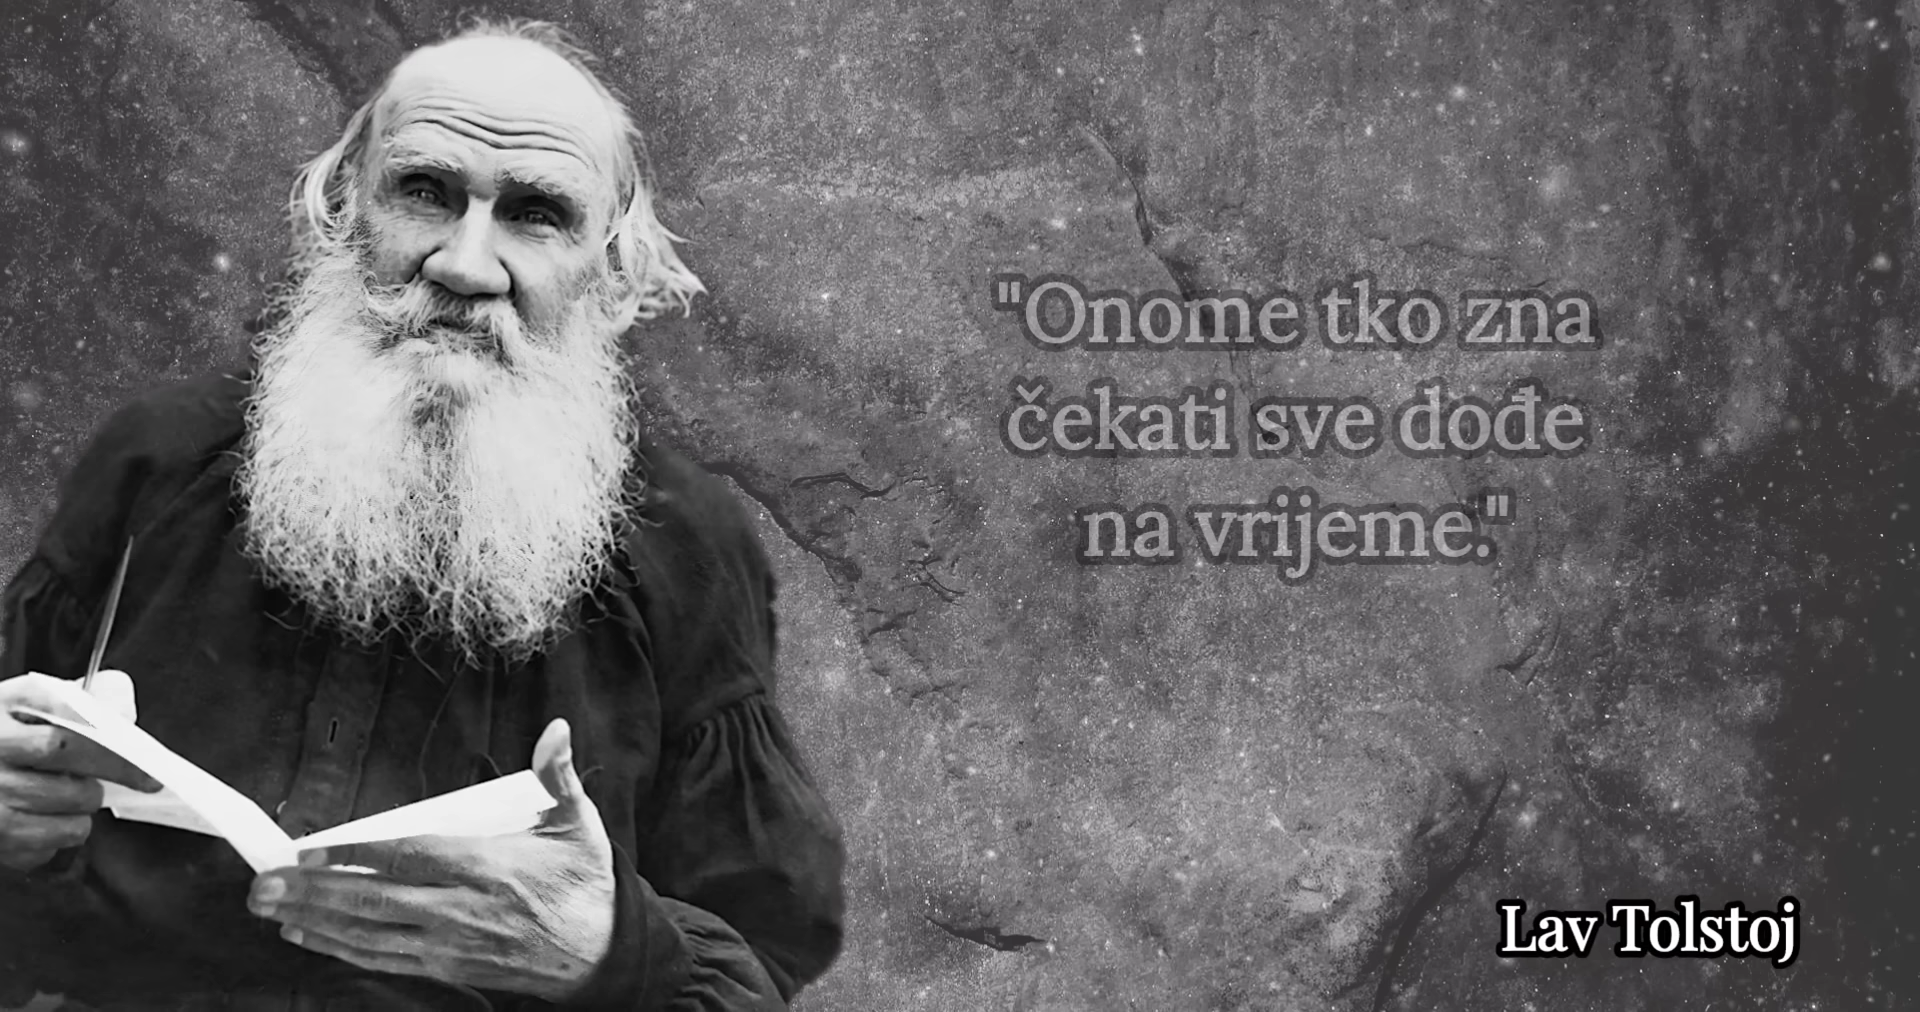 "Onome tko zna
čekati sve dođe
na vrijeme."
Lav Tolstoj